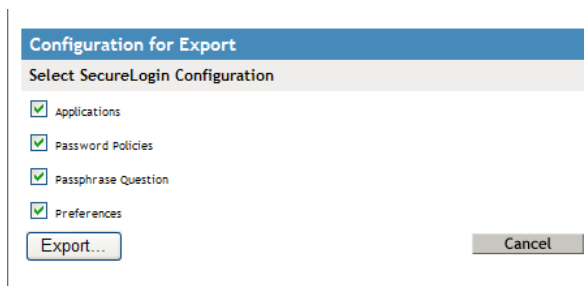 Configuration for Export
Select SecureLogin Configuration
Applications
Password Policies
Passphrase Question
Preferences
Export...
Cancel